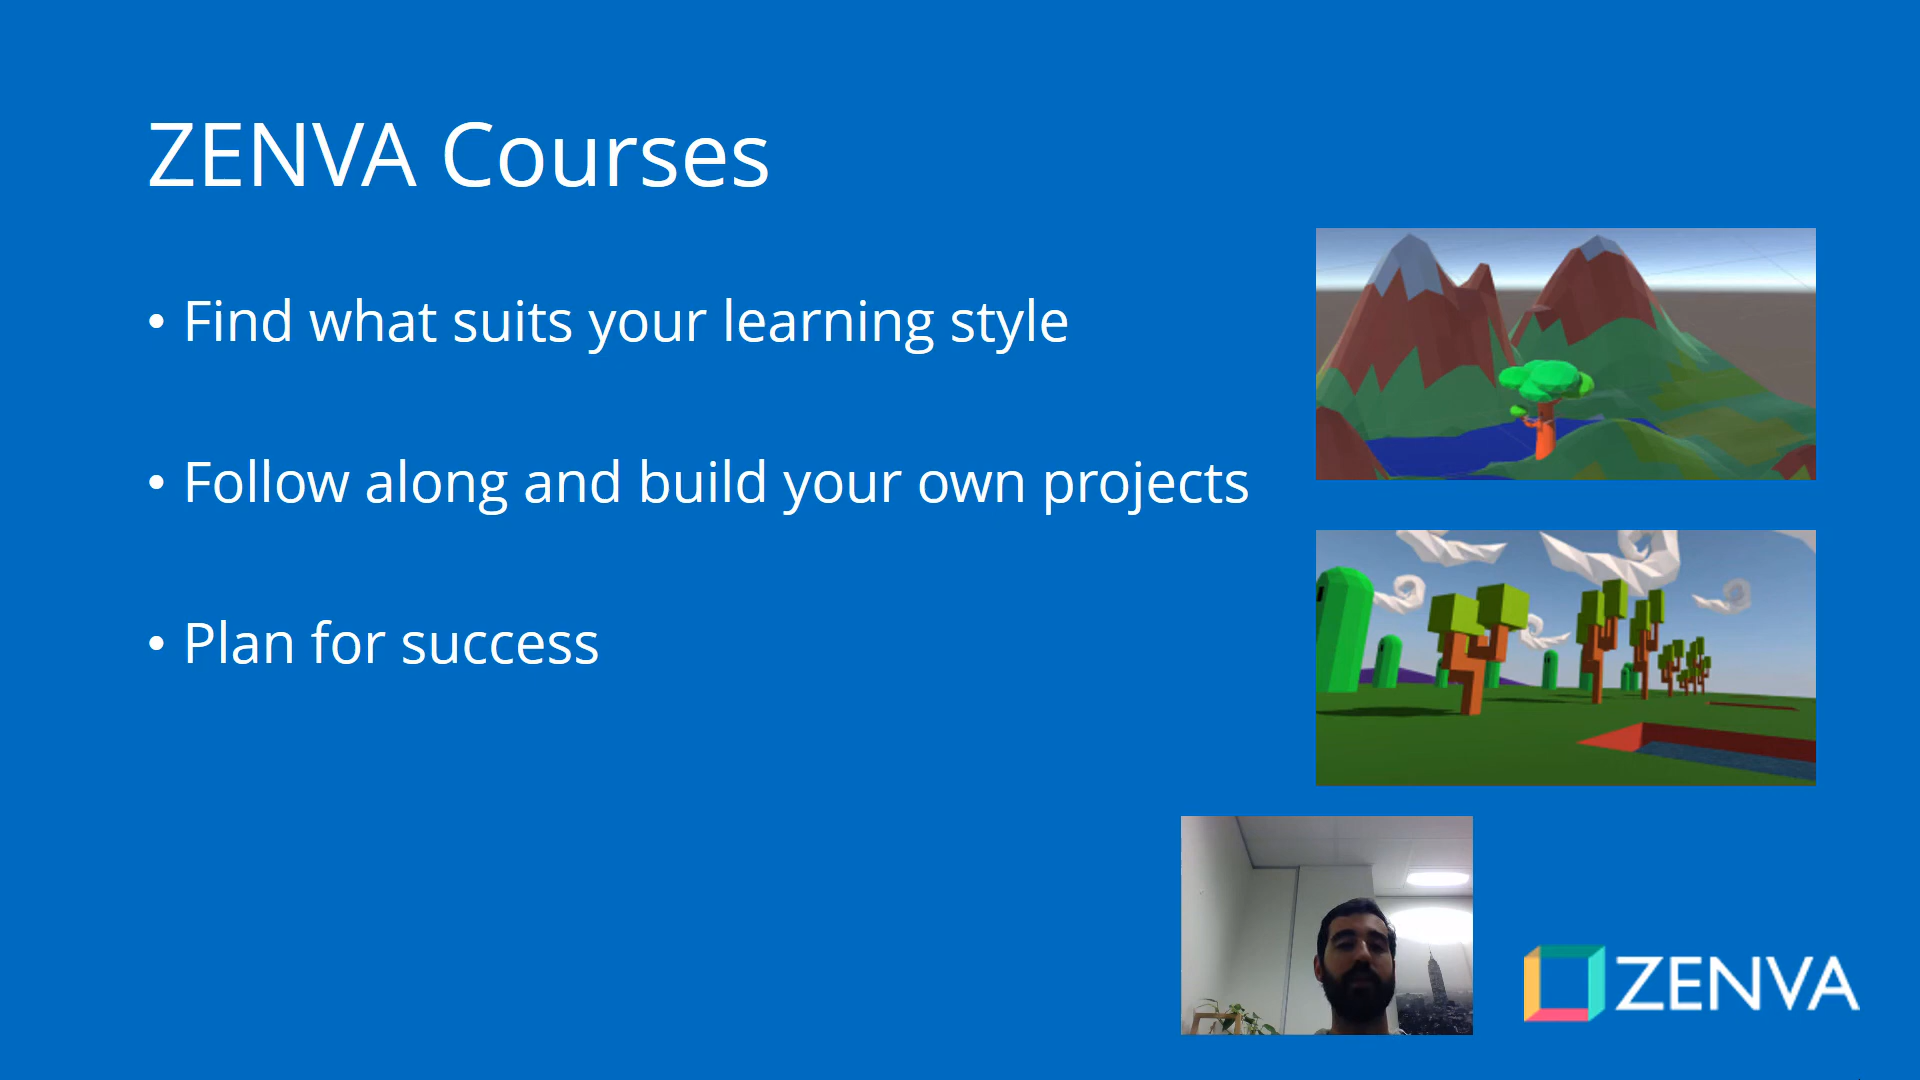 ZENVA Courses
• Find what suits your learning style
• Follow along and build your own projects
• Plan for success
ZENVA